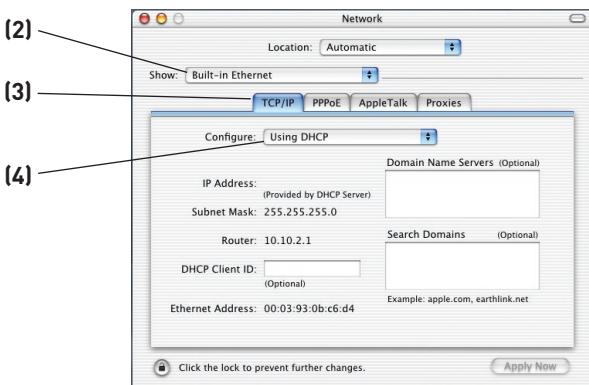 Network
(2)
Location: Automatic
Show: Built-in Ethernet
(3)
TCP/IP PPPoE AppleTalk Proxies
Configure: Using DHCP
(4)
Domain Name Servers (Optional)
IP Address:
(Provided by DHCP Server)
Subnet Mask: 255.255.255.0
Router: 10.10.2.1
Search Domains (Optional)
DHCP Client ID:
(Optional)
Example: apple.com, earthlink.net
Ethernet Address: 00:03:93:0b:c6:d4
Click the lock to prevent further changes.
Apply Now